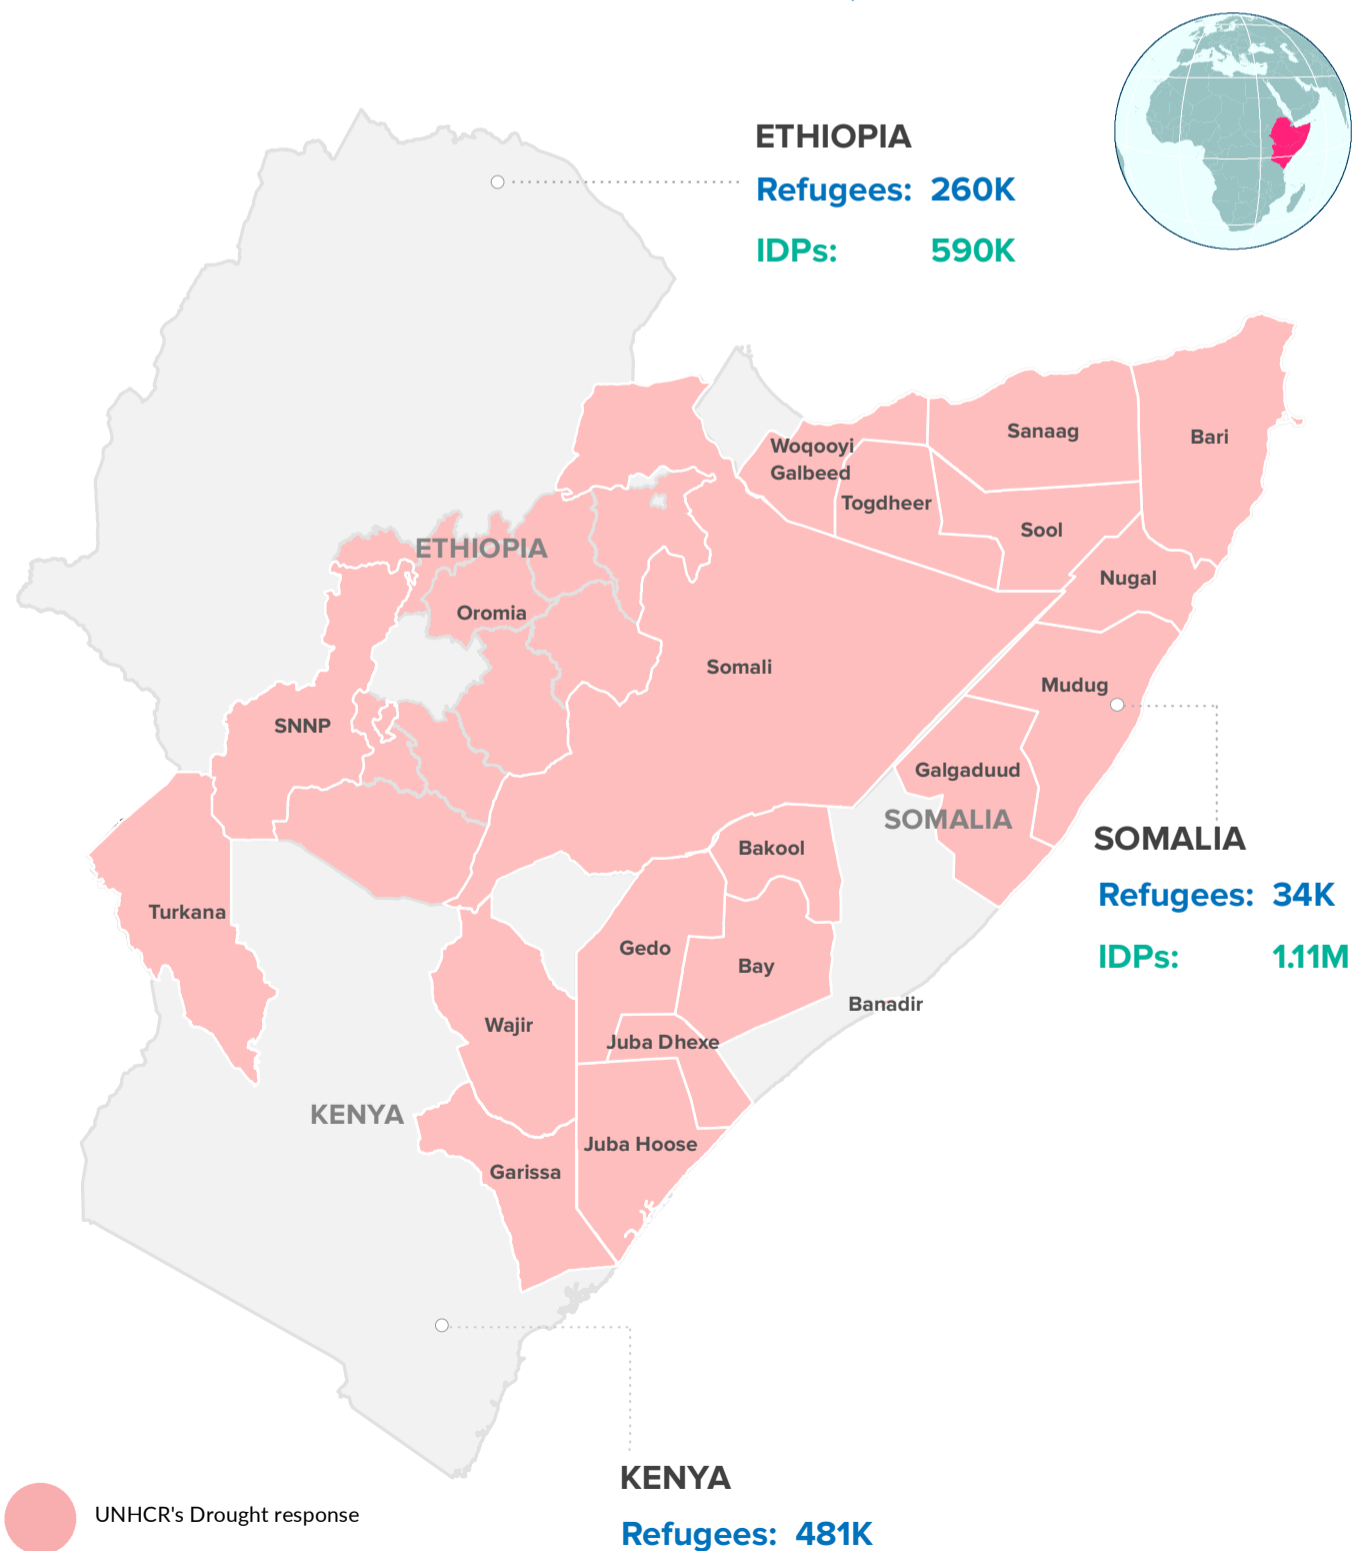 ETHIOPIA
Refugees: 260K
IDPs: 590K
Sanaag
Bari
Woqooyi
Galbeed
Togdheer
Sool
ETHIOPIA
Nugal
Oromia
Somali
Mudug
SNNP
Galgaduud
SOMALIA
SOMALIA
Refugees: 34K
IDPs: 1.11M
Bakool
Turkana
Gedo
Bay
Banadir
Wajir
Juba Dhexe
KENYA
Juba Hoose
Garissa
KENYA
Refugees: 481K
UNHCR's Drought response